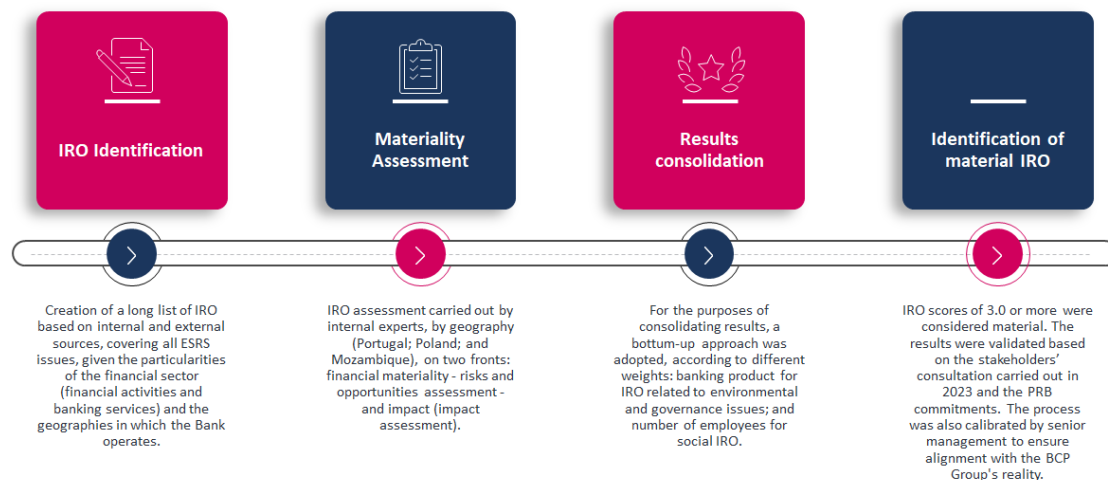 IRO Identification
Creation of a long list of IRO
based on internal and external
sources, covering all ESRS
issues, given the particularities
of the financial sector
(financial activities and
banking services) and the
geographies in which the Bank
operates.
Materiality
Assessment
IRO assessment carried out by
internal experts, by geography
(Portugal; Poland; and
Mozambique), on two fronts:
financial materiality - risks and
opportunities assessment -
and impact (impact
assessment).
Results
consolidation
For the purposes of
consolidating results, a
bottum-up approach was
adopted, according to different
weights: banking product for
IRO related to environmental
and governance issues; and
number of employees for
social IRO.
Identification of
material IRO
IRO scores of 3.0 or more were
considered material. The
results were validated based
on the stakeholders’
consultation carried out in
2023 and the PRB
commitments. The process
was also calibrated by senior
management to ensure
alignment with the BCP
Group's reality.